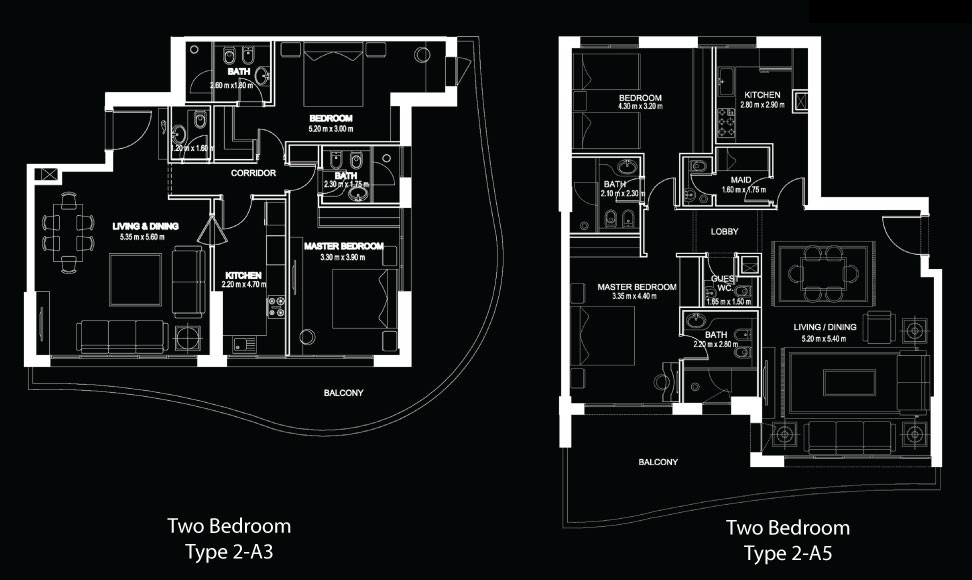 BATH
2.60 m x1.80 m
BEDROOM
5.20 m x 3.00 m
1.20 m x 1.60 m
CORRIDOR
BATH
2.30 m x 1.75 m
LIVING & DINING
5.35 m x 5.60 m
MASTER BEDROOM
3.30 m x 3.90 m
KITCHEN
2.20 m x 4.70 m
BALCONY
Two Bedroom
Type 2-A3
BEDROOM
4.30 m x 3.20 m
KITCHEN
2.80 m x 2.90 m
MAID
1.60 m x 1.75 m
BATH
2.10 m x 2.30 m
LOBBY
MASTER BEDROOM
3.35 m x 4.40 m
GUEST
WC.
1.65 m x 1.50 m
LIVING / DINING
5.20 m x 5.40 m
BATH
2.20 m x 2.80 m
BALCONY
Two Bedroom
Type 2-A5